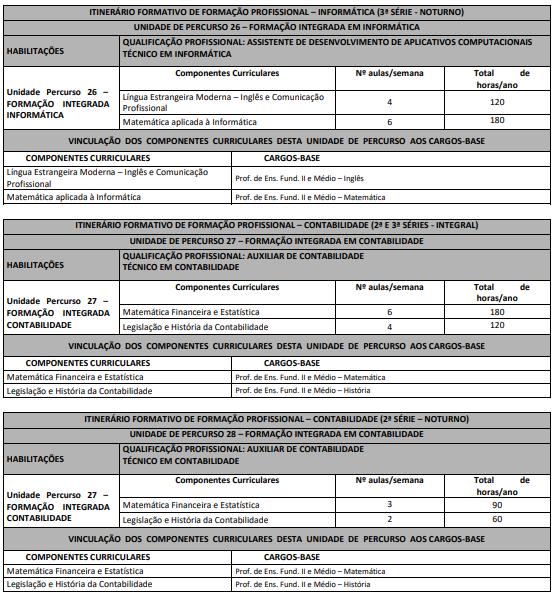 ITINERÁRIO FORMATIVO DE FORMAÇÃO PROFISSIONAL – INFORMÁTICA (3ª SÉRIE - NOTURNO)
UNIDADE DE PERCURSO 26 – FORMAÇÃO INTEGRADA EM INFORMÁTICA
HABILITAÇÕES
QUALIFICAÇÃO PROFISSIONAL: ASSISTENTE DE DESENVOLVIMENTO DE APLICATIVOS COMPUTACIONAIS
TÉCNICO EM INFORMÁTICA
Unidade Percurso 26 –
FORMAÇÃO INTEGRADA
INFORMÁTICA
Componentes Curriculares Nº aulas/semana Total de
horas/ano
Língua Estrangeira Moderna – Inglês e Comunicação
Profissional 4 120
Matemática aplicada à Informática 6 180
VINCULAÇÃO DOS COMPONENTES CURRICULARES DESTA UNIDADE DE PERCURSO AOS CARGOS-BASE
COMPONENTES CURRICULARES CARGOS-BASE
Língua Estrangeira Moderna – Inglês e Comunicação
Profissional Prof. de Ens. Fund. II e Médio – Inglês
Matemática aplicada à Informática Prof. de Ens. Fund. II e Médio – Matemática
ITINERÁRIO FORMATIVO DE FORMAÇÃO PROFISSIONAL – CONTABILIDADE (2ª E 3ª SÉRIES - INTEGRAL)
UNIDADE DE PERCURSO 27 – FORMAÇÃO INTEGRADA EM CONTABILIDADE
HABILITAÇÕES
QUALIFICAÇÃO PROFISSIONAL: AUXILIAR DE CONTABILIDADE
TÉCNICO EM CONTABILIDADE
Unidade Percurso 27 –
FORMAÇÃO INTEGRADA
CONTABILIDADE
Componentes Curriculares Nº aulas/semana Total de
horas/ano
Matemática Financeira e Estatística 6 180
Legislação e História da Contabilidade 4 120
VINCULAÇÃO DOS COMPONENTES CURRICULARES DESTA UNIDADE DE PERCURSO AOS CARGOS-BASE
COMPONENTES CURRICULARES CARGOS-BASE
Matemática Financeira e Estatística Prof. de Ens. Fund. II e Médio – Matemática
Legislação e História da Contabilidade Prof. de Ens. Fund. II e Médio – História
ITINERÁRIO FORMATIVO DE FORMAÇÃO PROFISSIONAL – CONTABILIDADE (2ª SÉRIE – NOTURNO)
UNIDADE DE PERCURSO 28 – FORMAÇÃO INTEGRADA EM CONTABILIDADE
HABILITAÇÕES
QUALIFICAÇÃO PROFISSIONAL: AUXILIAR DE CONTABILIDADE
TÉCNICO EM CONTABILIDADE
Unidade Percurso 27 –
FORMAÇÃO INTEGRADA
CONTABILIDADE
Componentes Curriculares Nº aulas/semana Total de
horas/ano
Matemática Financeira e Estatística 3 90
Legislação e História da Contabilidade 2 60
VINCULAÇÃO DOS COMPONENTES CURRICULARES DESTA UNIDADE DE PERCURSO AOS CARGOS-BASE
COMPONENTES CURRICULARES CARGOS-BASE
Matemática Financeira e Estatística Prof. de Ens. Fund. II e Médio – Matemática
Legislação e História da Contabilidade Prof. de Ens. Fund. II e Médio – História